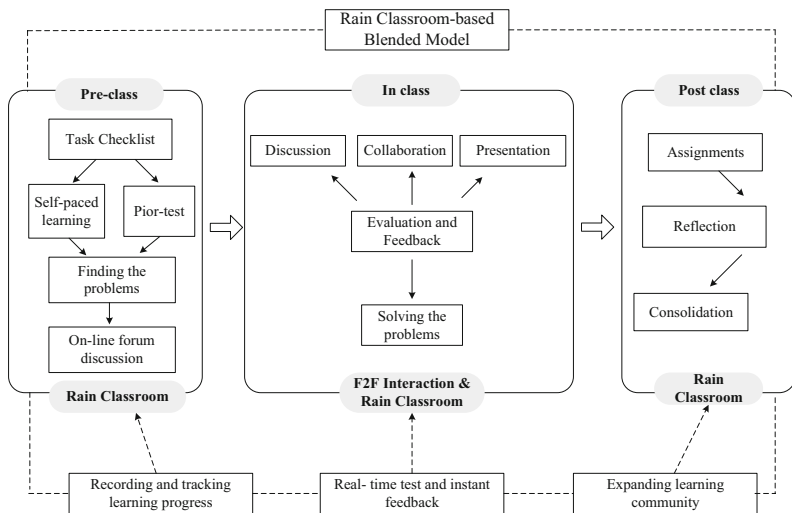 Rain Classroom-based
Blended Model
Pre-class
Task Checklist
Self-paced
learning
Pior-test
Finding the
problems
On-line forum
discussion
Rain Classroom
In class
Discussion
Collaboration
Presentation
Evaluation and
Feedback
Solving the
problems
F2F Interaction &
Rain Classroom
Post class
Assignments
Reflection
Consolidation
Rain
Classroom
Recording and tracking
learning progress
Real- time test and instant
feedback
Expanding learning
community